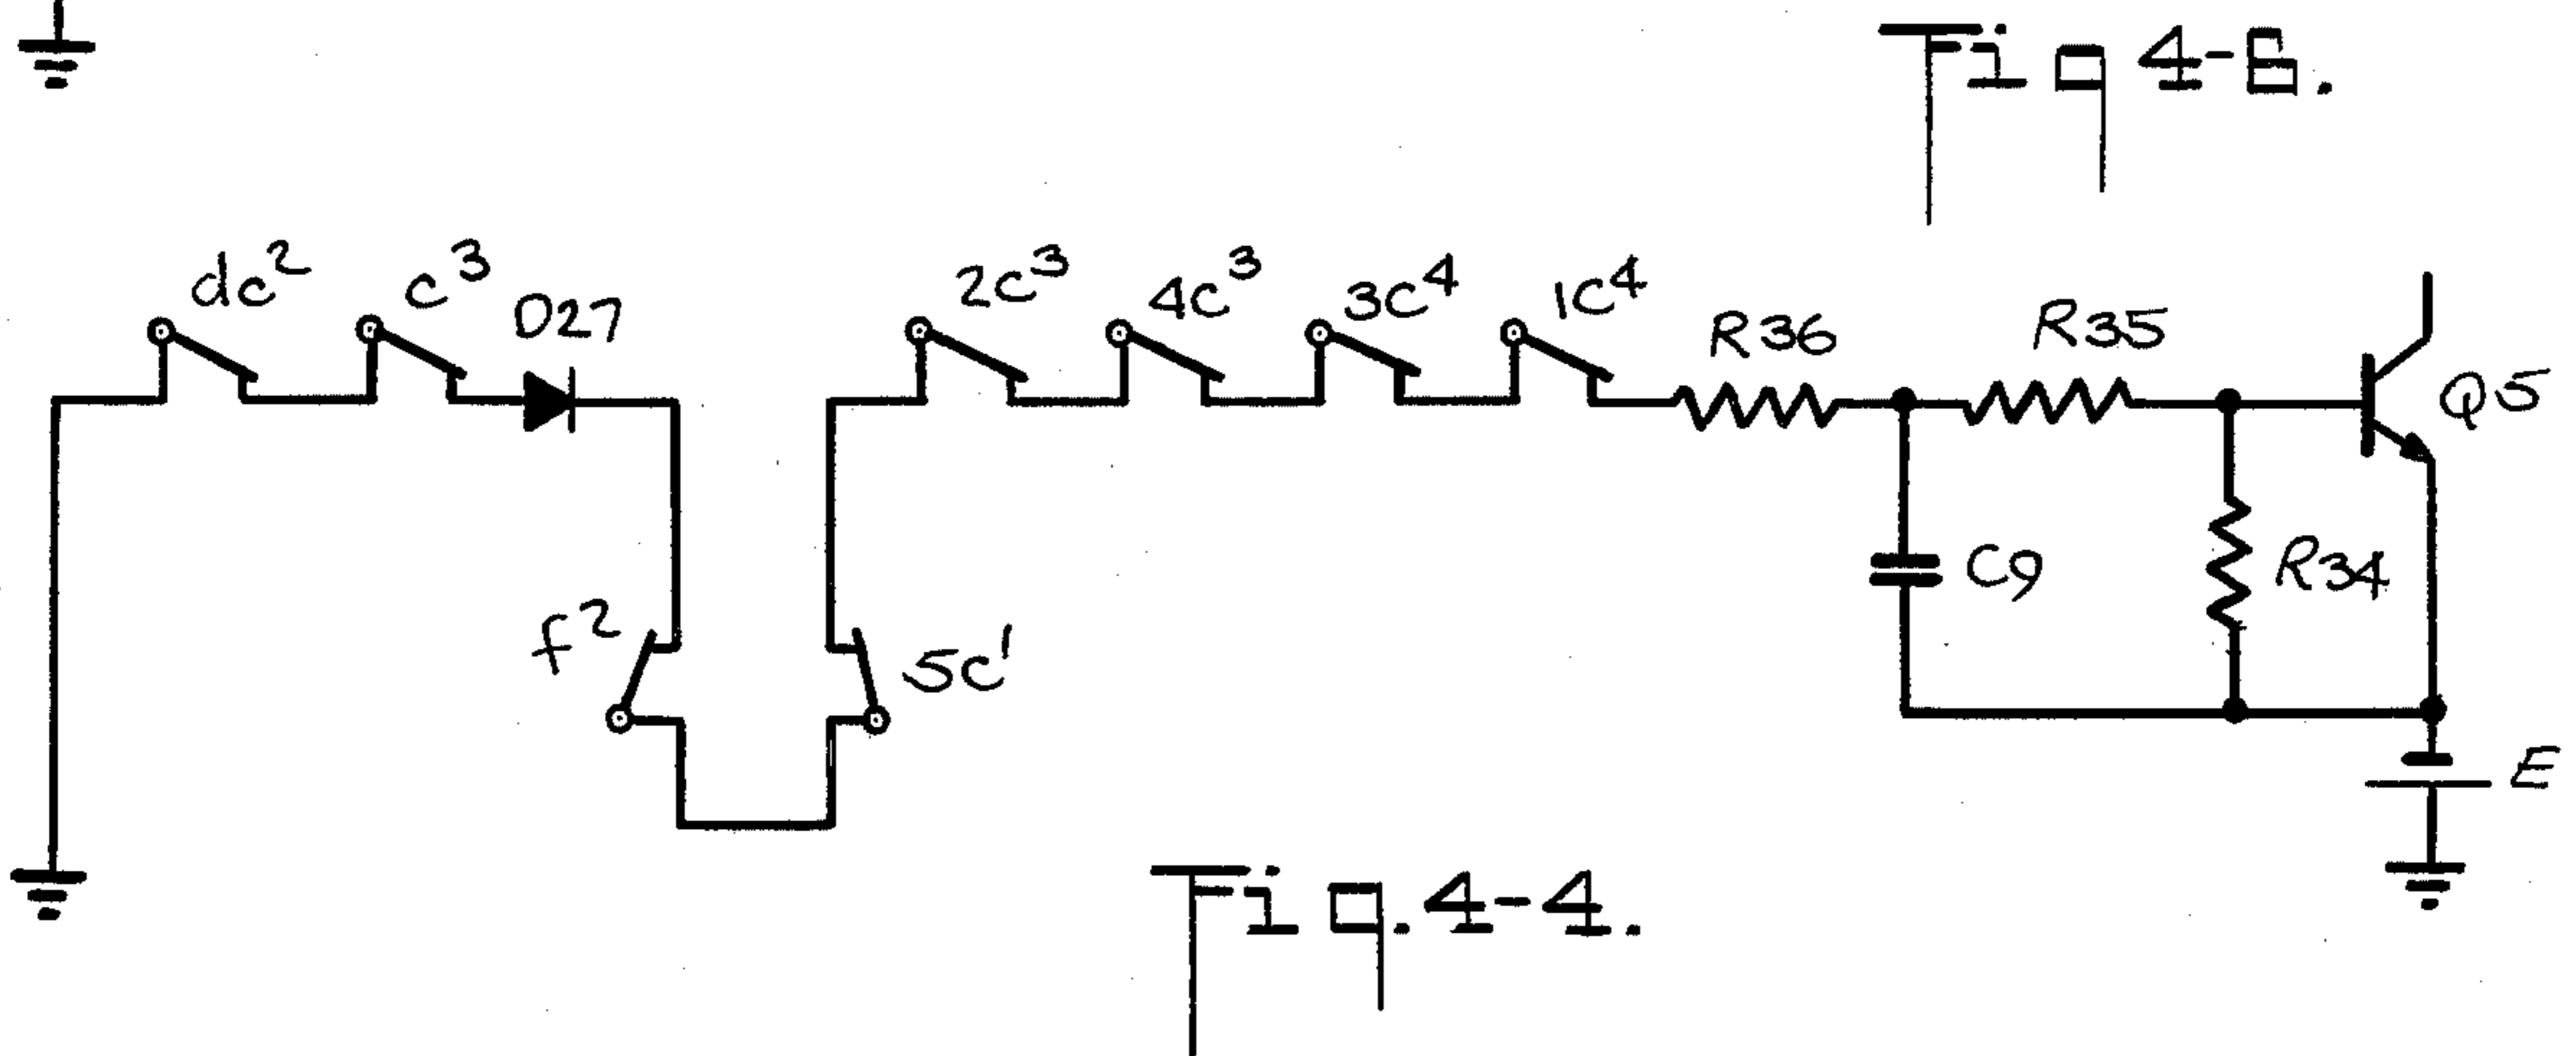 Fig 4-6.
dc² c³ D27 2c³ 4c³ 3c⁴ 1c⁴ R36 R35 Q5
f² 5c¹ C9 R34
E
Fig. 4-4.